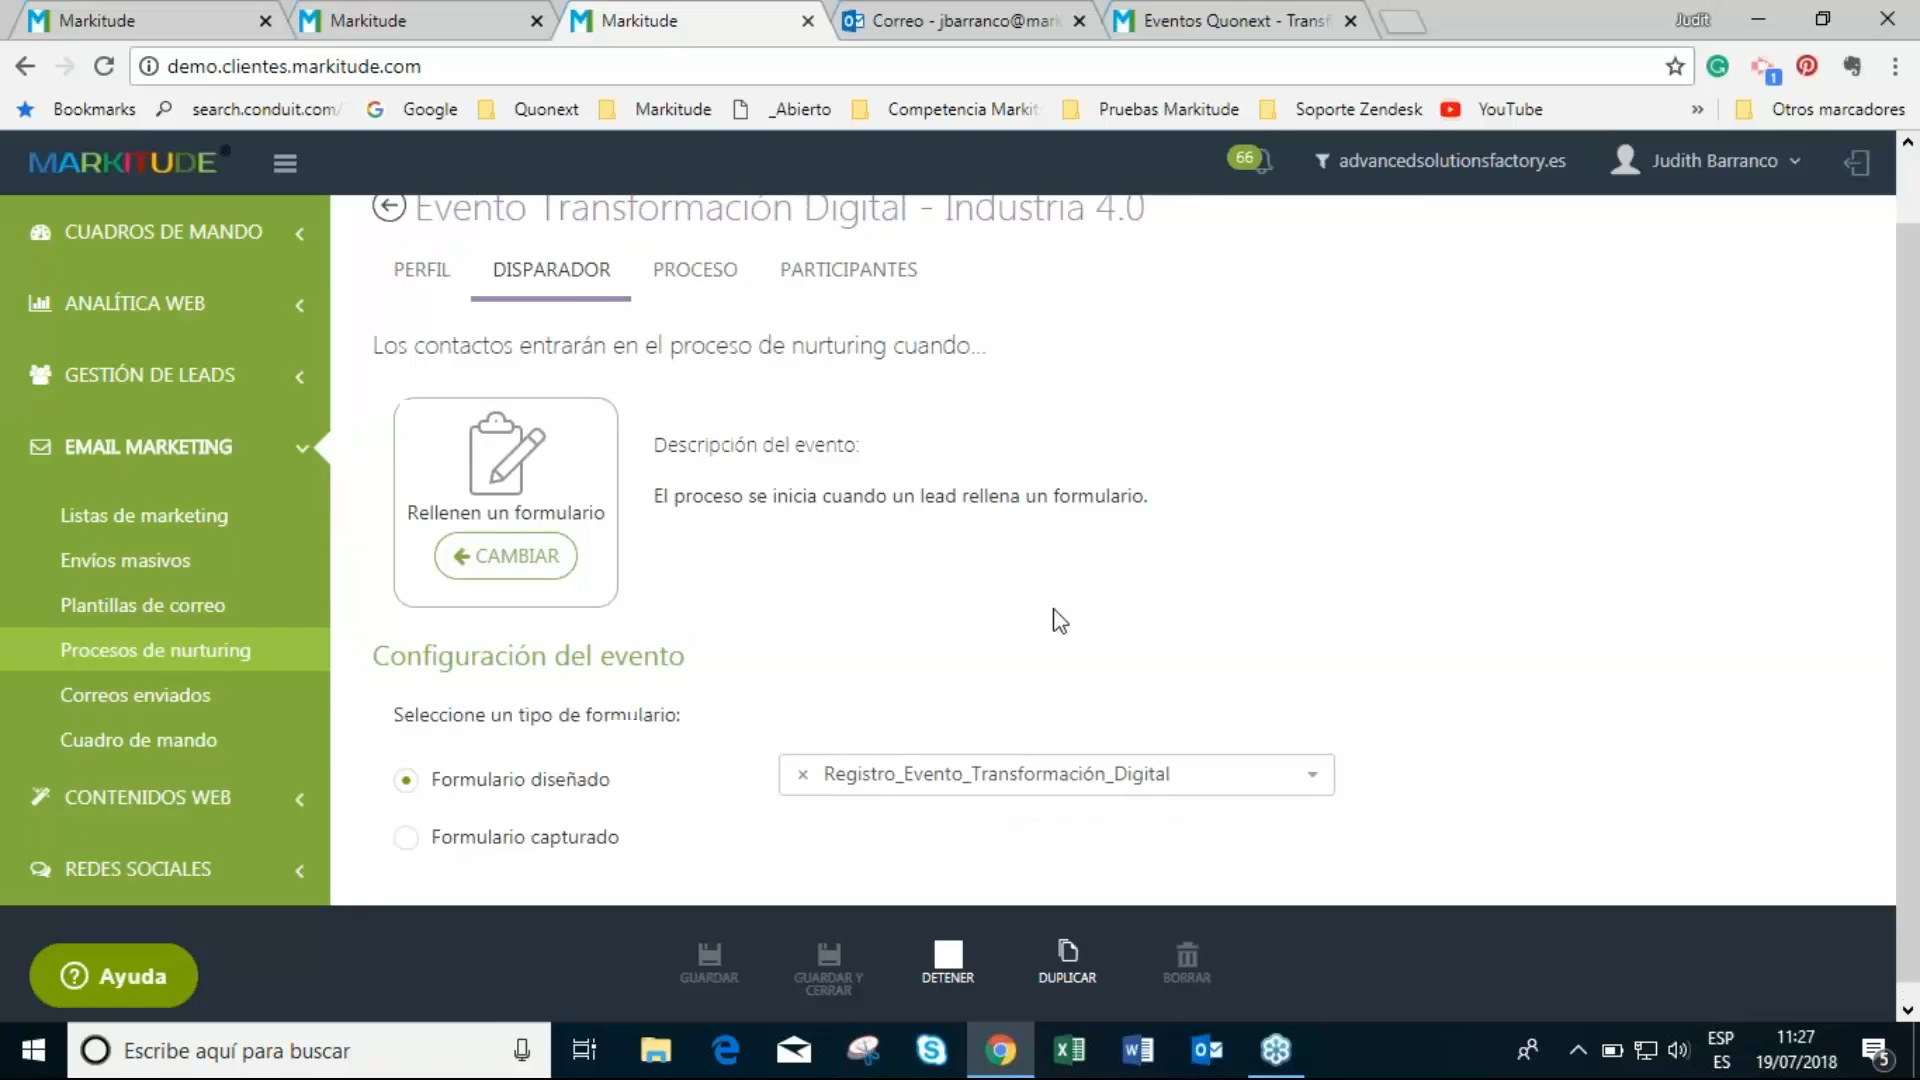 Markitude
Markitude
Markitude
Correo - jbarranco@mark
Eventos Quonext - Transf
Judit
demo.clientes.markitude.com
1
Bookmarks
search.conduit.com/
Google
Quonext
Markitude
_Abierto
Competencia Markit
Pruebas Markitude
Soporte Zendesk
YouTube
»
Otros marcadores
MARKITUDE
66
advancedsolutionsfactory.es
Judith Barranco
CUADROS DE MANDO
ANALÍTICA WEB
GESTIÓN DE LEADS
EMAIL MARKETING
Listas de marketing
Envíos masivos
Plantillas de correo
Procesos de nurturing
Correos enviados
Cuadro de mando
CONTENIDOS WEB
REDES SOCIALES
Evento Transformación Digital - Industria 4.0
PERFIL
DISPARADOR
PROCESO
PARTICIPANTES
Los contactos entrarán en el proceso de nurturing cuando...
Rellenen un formulario
CAMBIAR
Descripción del evento:
El proceso se inicia cuando un lead rellena un formulario.
Configuración del evento
Seleccione un tipo de formulario:
Formulario diseñado
× Registro_Evento_Transformación_Digital
Formulario capturado
Ayuda
GUARDAR
GUARDAR Y
CERRAR
DETENER
DUPLICAR
BORRAR
Escribe aquí para buscar
ESP
ES
11:27
19/07/2018
5